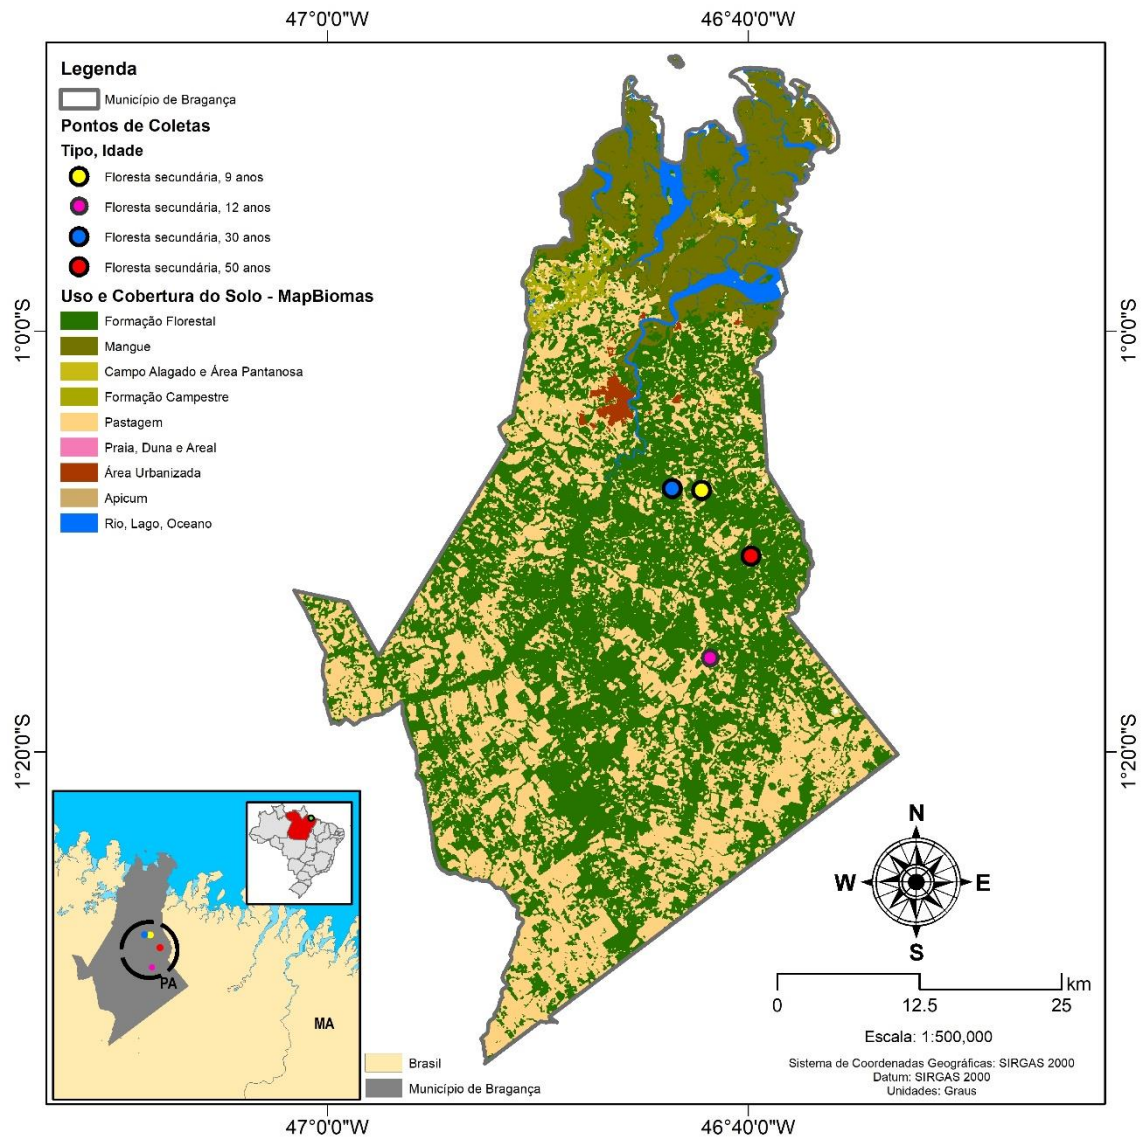 47°0'0"W
46°40'0"W
Legenda
Município de Bragança
Pontos de Coletas
Tipo, Idade
Floresta secundária, 9 anos
Floresta secundária, 12 anos
Floresta secundária, 30 anos
Floresta secundária, 50 anos
Uso e Cobertura do Solo - MapBiomas
Formação Florestal
Mangue
Campo Alagado e Área Pantanosa
Formação Campestre
Pastagem
Praia, Duna e Areal
Área Urbanizada
Apicum
Rio, Lago, Oceano
1°0'0"S
1°0'0"S
1°20'0"S
1°20'0"S
N
W
E
S
km
0
12.5
25
Escala: 1:500,000
Sistema de Coordenadas Geográficas: SIRGAS 2000
Datum: SIRGAS 2000
Unidades: Graus
PA
MA
Brasil
Município de Bragança
47°0'0"W
46°40'0"W